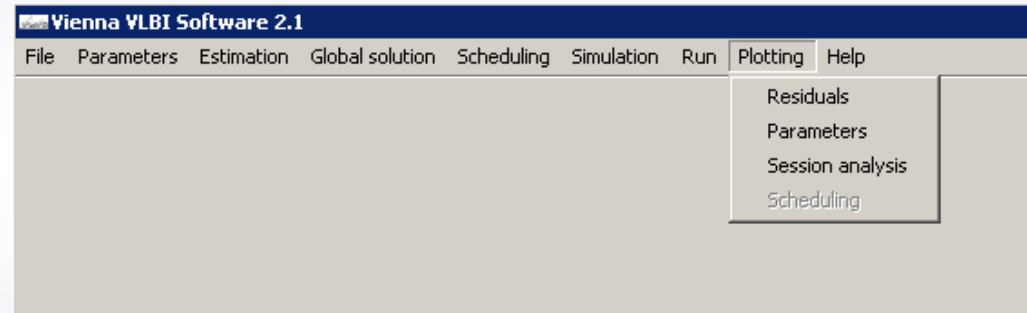 Vienna VLBI Software 2.1
File Parameters Estimation Global solution Scheduling Simulation Run Plotting Help
Residuals
Parameters
Session analysis
Scheduling